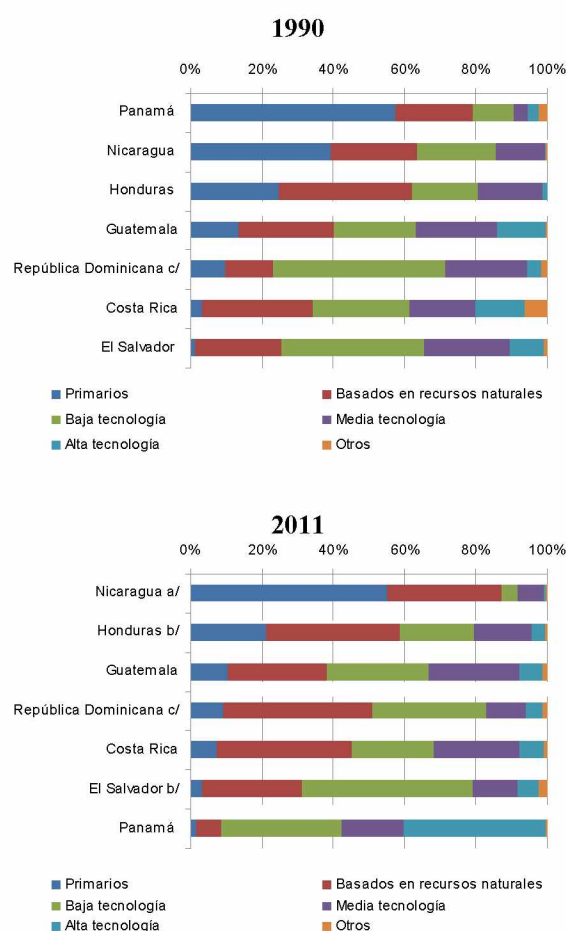 1990
0% 20% 40% 60% 80% 100%
Panamá
Nicaragua
Honduras
Guatemala
República Dominicana c/
Costa Rica
El Salvador
Primarios Basados en recursos naturales
Baja tecnología Media tecnología
Alta tecnología Otros
2011
0% 20% 40% 60% 80% 100%
Nicaragua a/
Honduras b/
Guatemala
República Dominicana c/
Costa Rica
El Salvador b/
Panamá
Primarios Basados en recursos naturales
Baja tecnología Media tecnología
Alta tecnología Otros